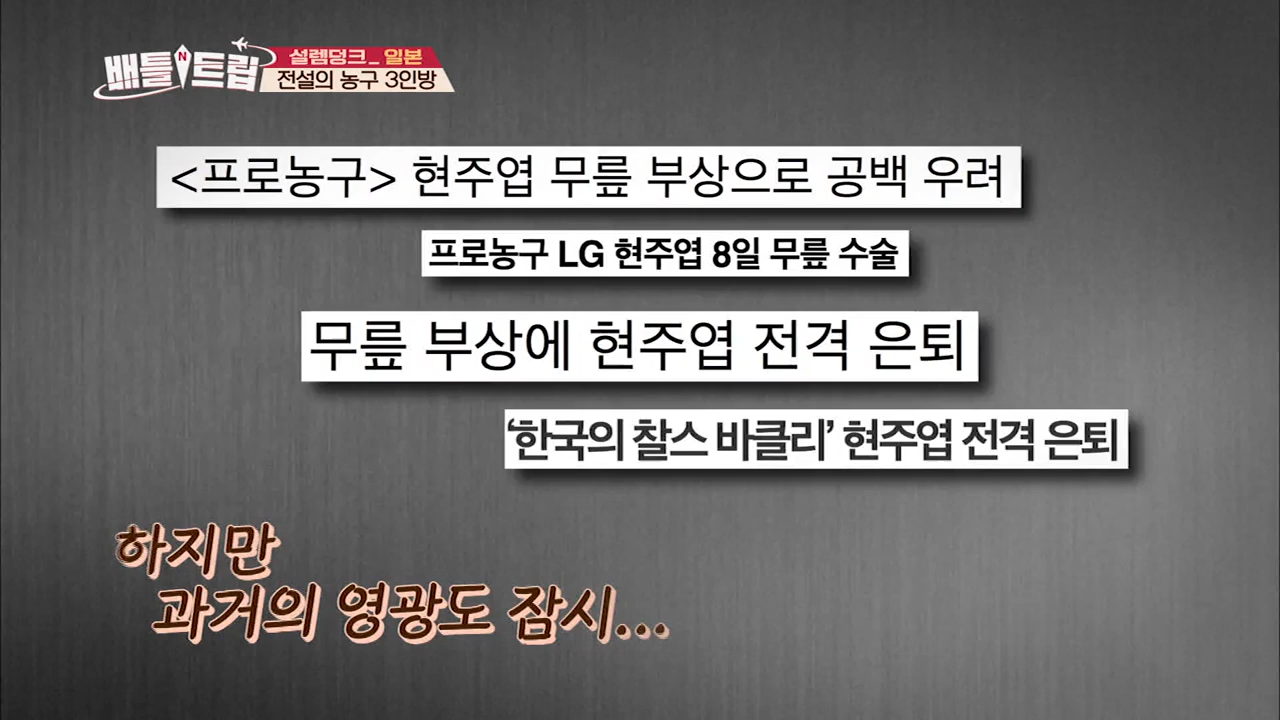 배틀트립
N
설렘덩크_ 일본
전설의 농구 3인방
<프로농구> 현주엽 무릎 부상으로 공백 우려
프로농구 LG 현주엽 8일 무릎 수술
무릎 부상에 현주엽 전격 은퇴
‘한국의 찰스 바클리’ 현주엽 전격 은퇴
하지만
과거의 영광도 잠시...